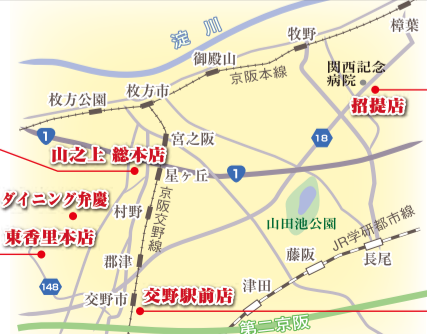 樟葉
淀川
牧野
御殿山
関西記念
病院
京阪本線
枚方市
枚方公園
招提店
1
宮之阪
18
山之上 総本店
星ヶ丘
1
ダイニング弁慶
京阪交野線
村野
山田池公園
東香里本店
JR学研都市線
郡津
藤阪
長尾
148
津田
交野市
交野駅前店
第二京阪